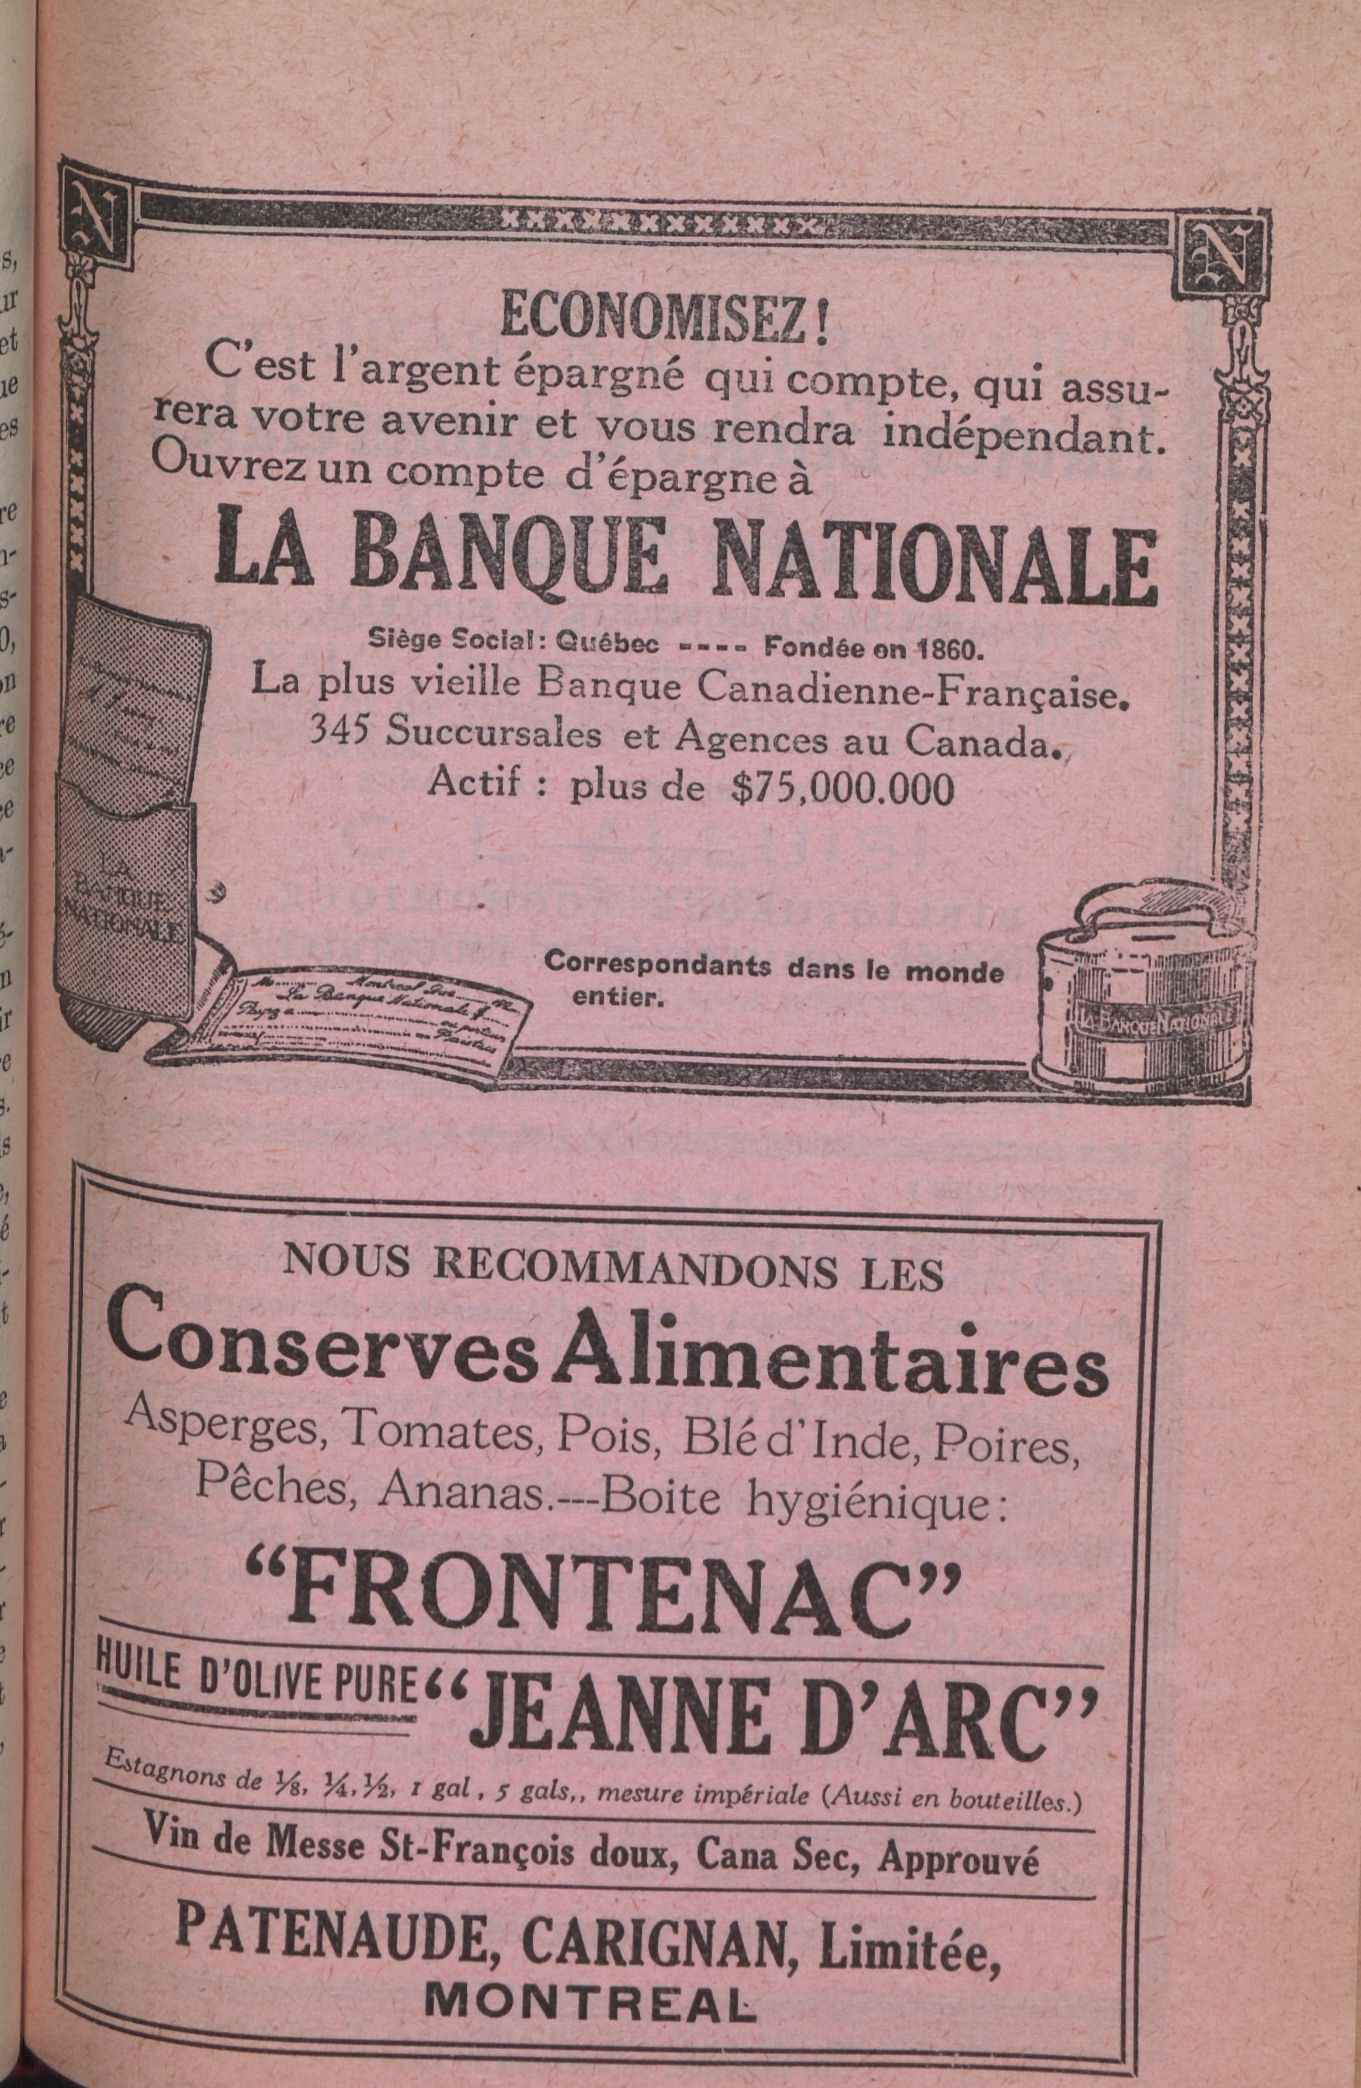 N
N
ECONOMISEZ!
C'est l'argent épargné qui compte, qui assu-
rera votre avenir et vous rendra indépendant.
Ouvrez un compte d'épargne à
LA BANQUE NATIONALE
Siège Social: Québec ---- Fondée en 1860.
La plus vieille Banque Canadienne-Française.
345 Succursales et Agences au Canada.
Actif : plus de $75,000.000
LA
BANQUE
NATIONALE
Montreal
La Banque Nationale
Payez à
ou porteur
Piastres
LA BANQUE NATIONALE
Correspondants dans le monde
entier.
NOUS RECOMMANDONS LES
Conserves Alimentaires
Asperges, Tomates, Pois, Blé d'Inde, Poires,
Pêches, Ananas.---Boite hygiénique:
"FRONTENAC"
HUILE D'OLIVE PURE "JEANNE D'ARC"
Estagnons de ⅛, ¼, ½, 1 gal, 5 gals,, mesure impériale (Aussi en bouteilles.)
Vin de Messe St-François doux, Cana Sec, Approuvé
PATENAUDE, CARIGNAN, Limitée,
MONTREAL